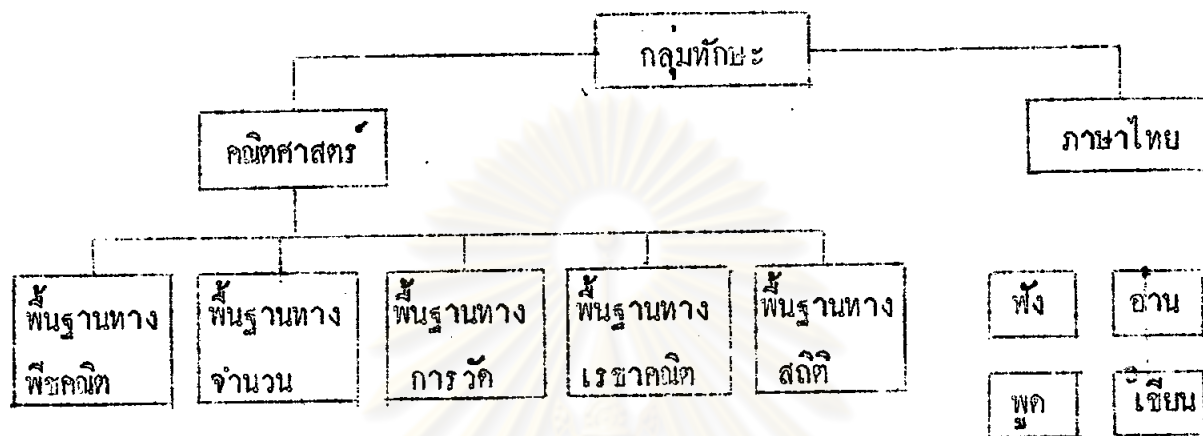 กลุ่มทักษะ
คณิตศาสตร์
ภาษาไทย
พื้นฐานทาง
พีชคณิต
พื้นฐานทาง
จำนวน
พื้นฐานทาง
การวัด
พื้นฐานทาง
เรขาคณิต
พื้นฐานทาง
สถิติ
ฟัง
อ่าน
พูด
เขียน